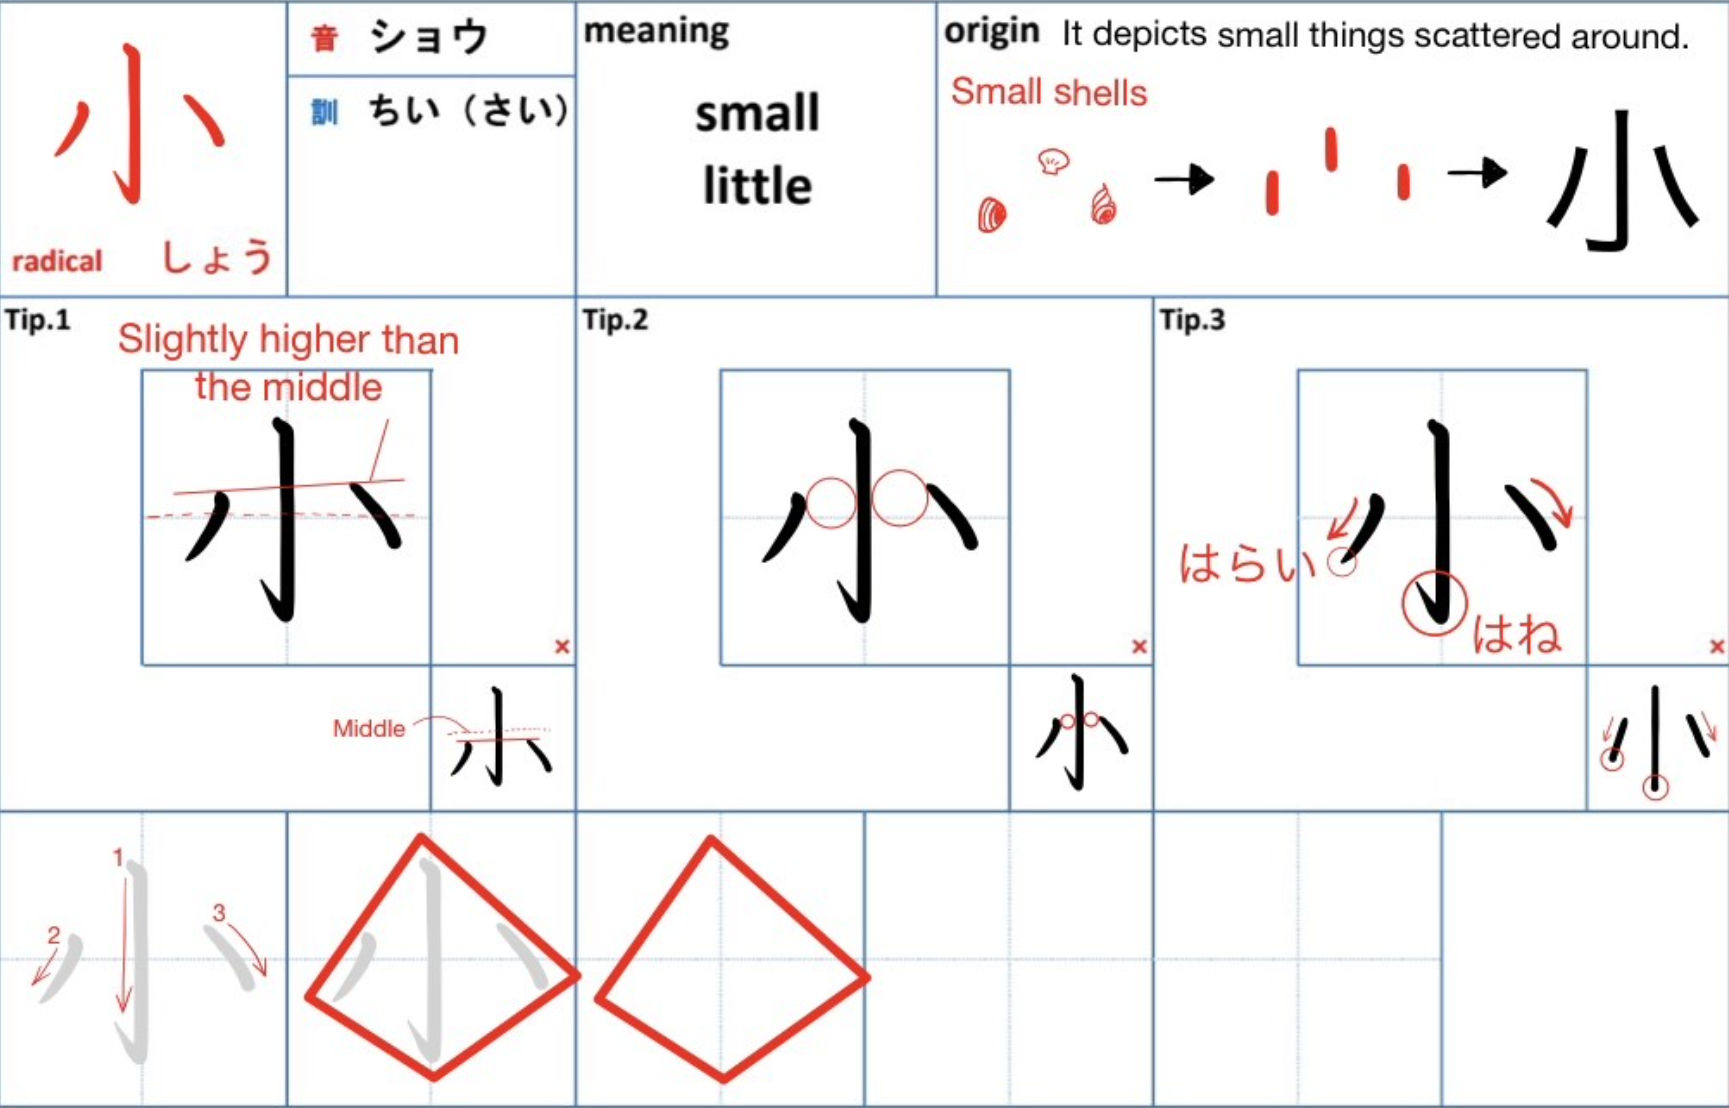 小
radical しょう
音 ショウ
訓 ちい（さい）
meaning
small
little
origin It depicts small things scattered around.
Small shells
小
Tip.1
Slightly higher than
the middle
小
×
Middle
小
Tip.2
小
×
小
Tip.3
小
はらい
はね
×
小
1
2
3
小
小